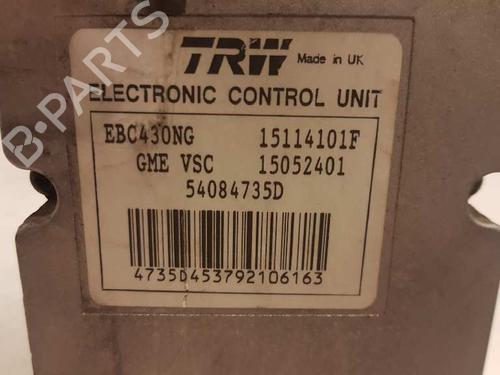 TRW Made in UK
ELECTRONIC CONTROL UNIT
EBC430NG 15114101F
GME VSC 15052401
54084735D
4735D453792106163
B-PARTS